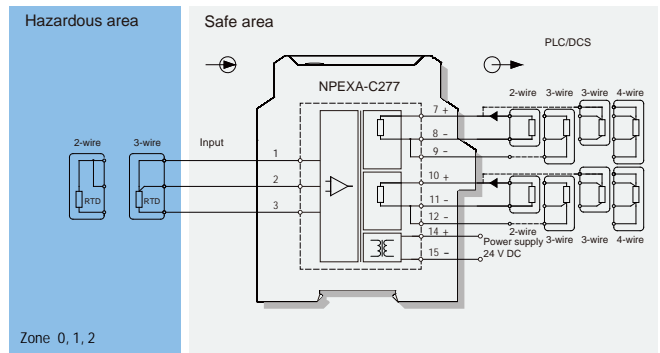 Hazardous area
Safe area
PLC/DCS
NPEXA-C277
2-wire 3-wire 3-wire 4-wire
7 +
8 −
9 −
2-wire 3-wire Input
1
2
3
RTD RTD
10 +
11 −
12 −
14 +
15 −
Power supply
24 V DC
2-wire 3-wire 3-wire 4-wire
Zone 0, 1, 2